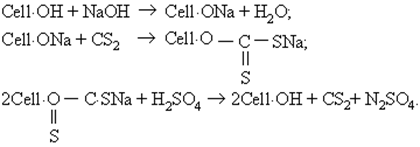 Cell·OH + NaOH → Cell·ONa + H₂O;
Cell·ONa + CS₂ → Cell·O — C — SNa;
‖
S
2Cell·O — C·SNa + H₂SO₄ → 2Cell·OH + CS₂+ N₂SO₄.
‖
S